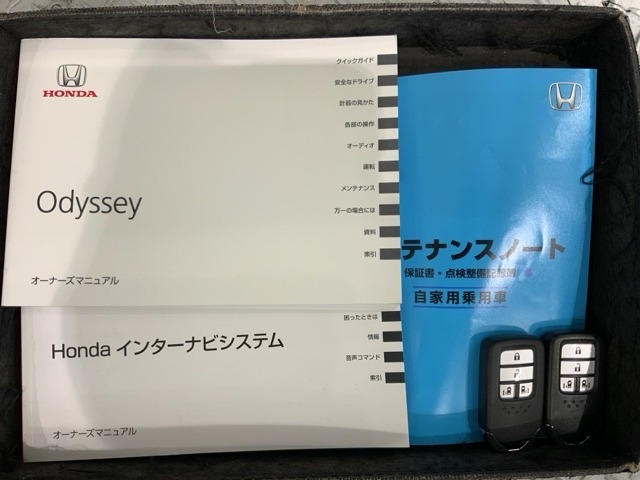 HONDA
Odyssey
オーナーズマニュアル
クイックガイド
安全なドライブ
計器の見かた
各部の操作
オーディオ
運転
メンテナンス
万一の場合には
資料
索引
テナンスノート
保証書・点検整備記録簿
自家用乗用車
Honda インターナビシステム
オーナーズマニュアル
困ったときは
情報
音声コマンド
索引